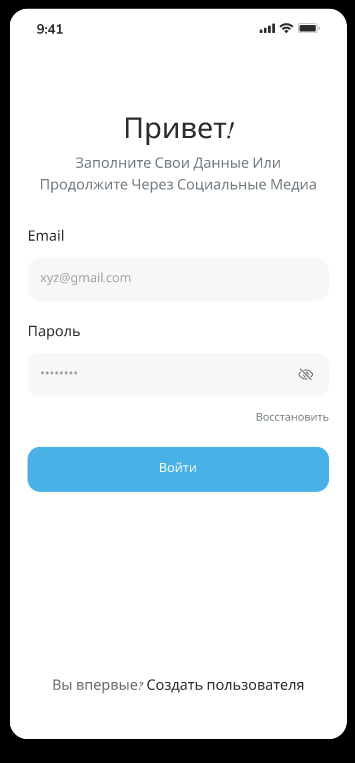 9:41
Привет!
Заполните Свои Данные Или
Продолжите Через Социальные Медиа
Email
xyz@gmail.com
Пароль
••••••••
Восстановить
Войти
Вы впервые? Создать пользователя